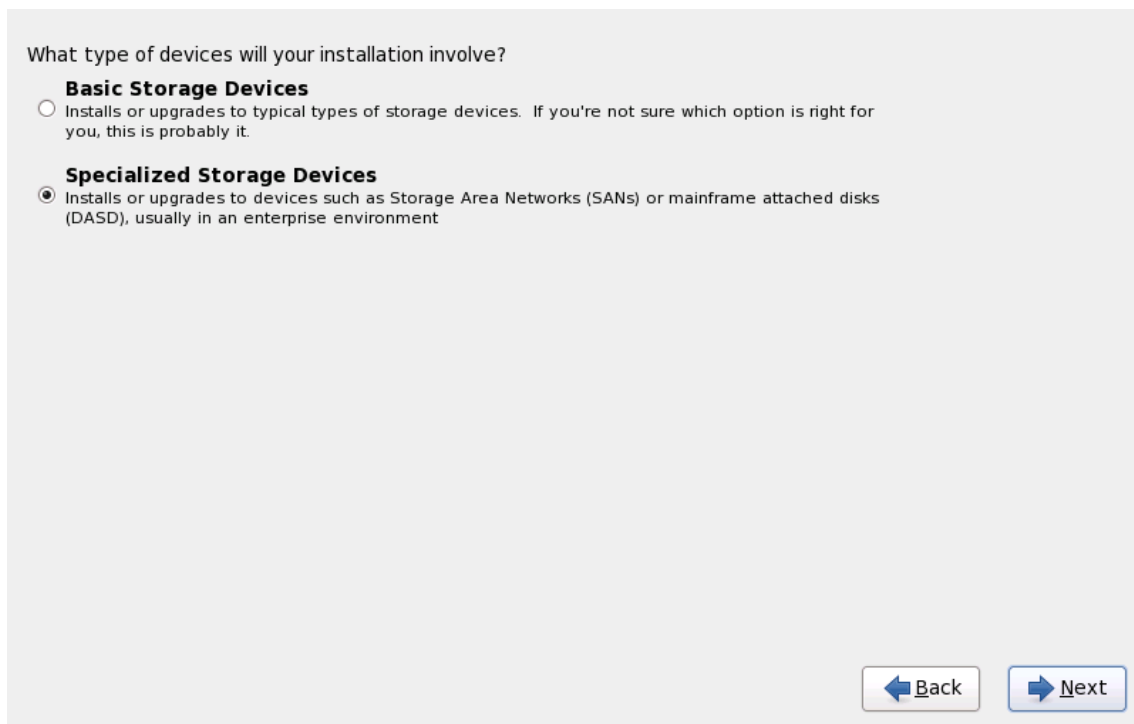 What type of devices will your installation involve?
Basic Storage Devices
Installs or upgrades to typical types of storage devices.  If you're not sure which option is right for
you, this is probably it.
Specialized Storage Devices
Installs or upgrades to devices such as Storage Area Networks (SANs) or mainframe attached disks
(DASD), usually in an enterprise environment
Back
Next